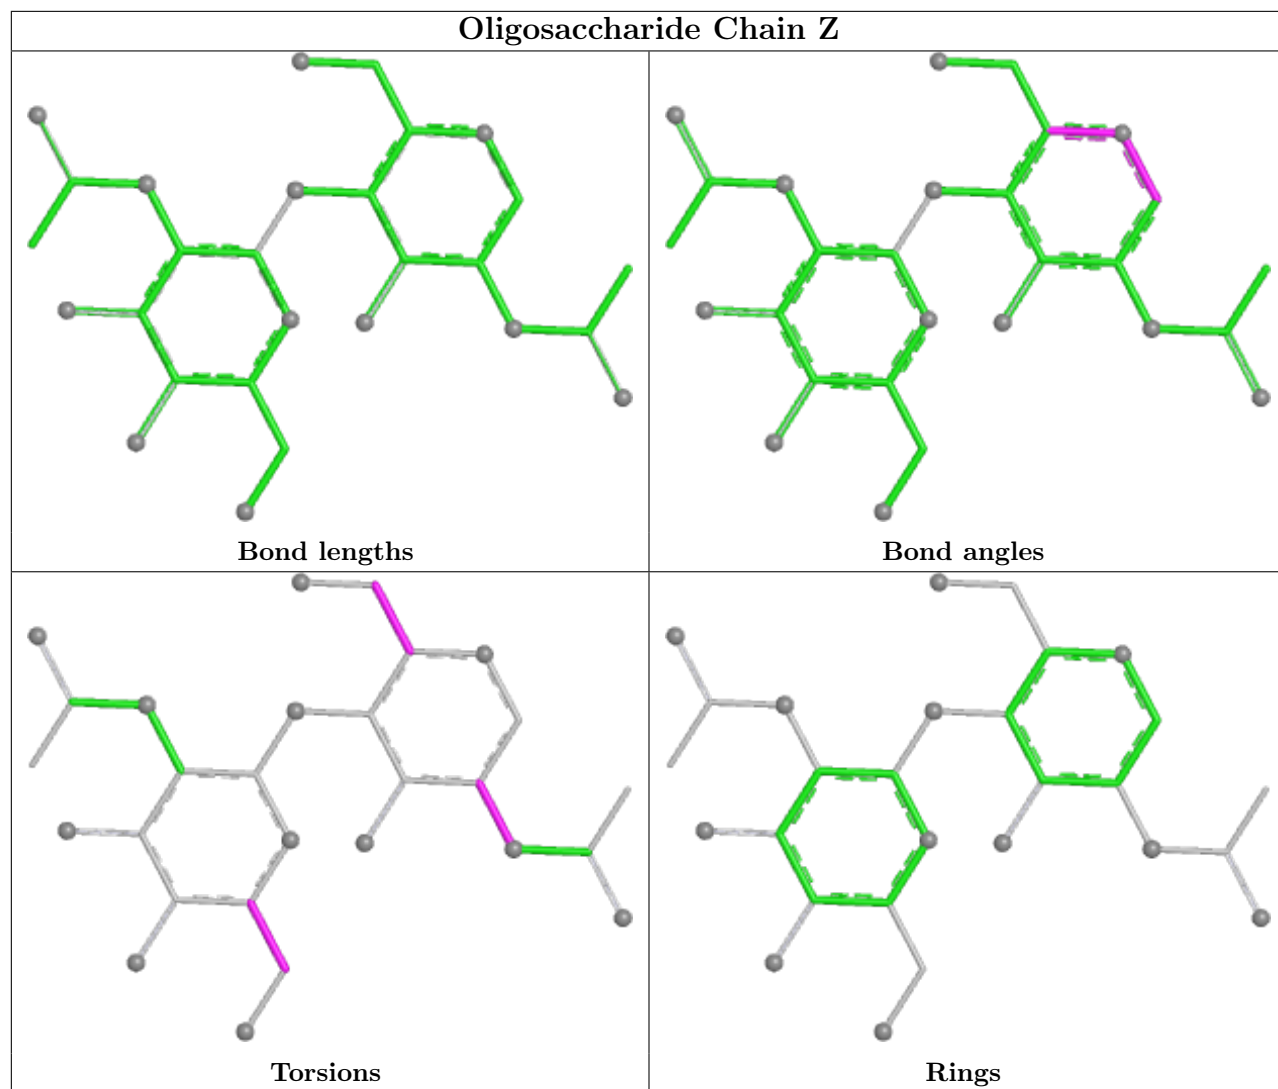 Oligosaccharide Chain Z
Bond lengths
Bond angles
Torsions
Rings